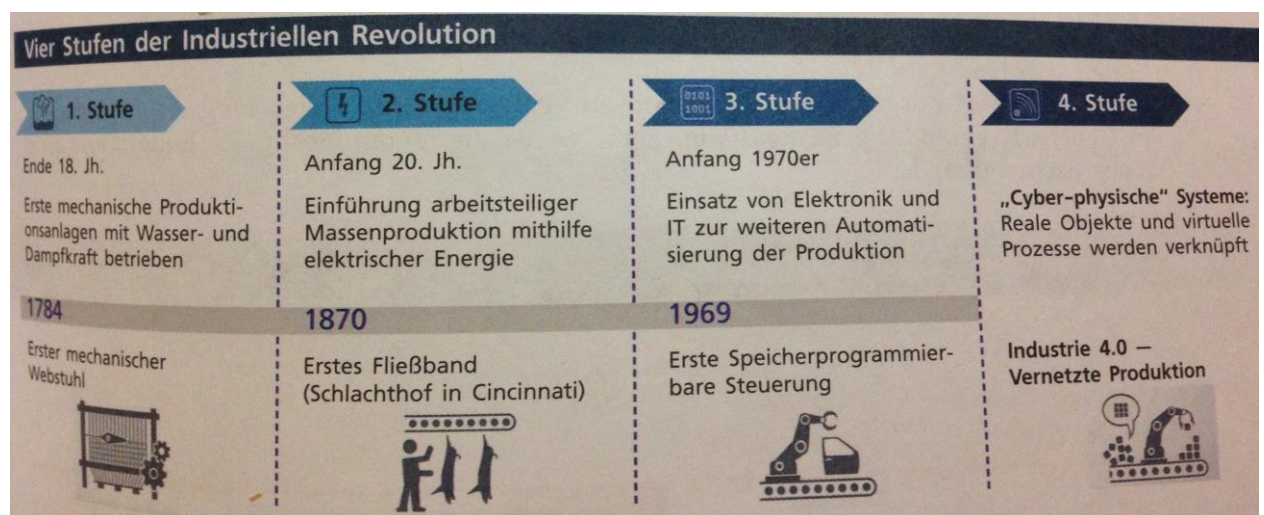 Vier Stufen der Industriellen Revolution
1. Stufe
Ende 18. Jh.
Erste mechanische Produkti-
onsanlagen mit Wasser- und
Dampfkraft betrieben
1784
Erster mechanischer
Webstuhl
2. Stufe
Anfang 20. Jh.
Einführung arbeitsteiliger
Massenproduktion mithilfe
elektrischer Energie
1870
Erstes Fließband
(Schlachthof in Cincinnati)
0101
1001
3. Stufe
Anfang 1970er
Einsatz von Elektronik und
IT zur weiteren Automati-
sierung der Produktion
1969
Erste Speicherprogrammier-
bare Steuerung
4. Stufe
„Cyber-physische“ Systeme:
Reale Objekte und virtuelle
Prozesse werden verknüpft
Industrie 4.0 –
Vernetzte Produktion